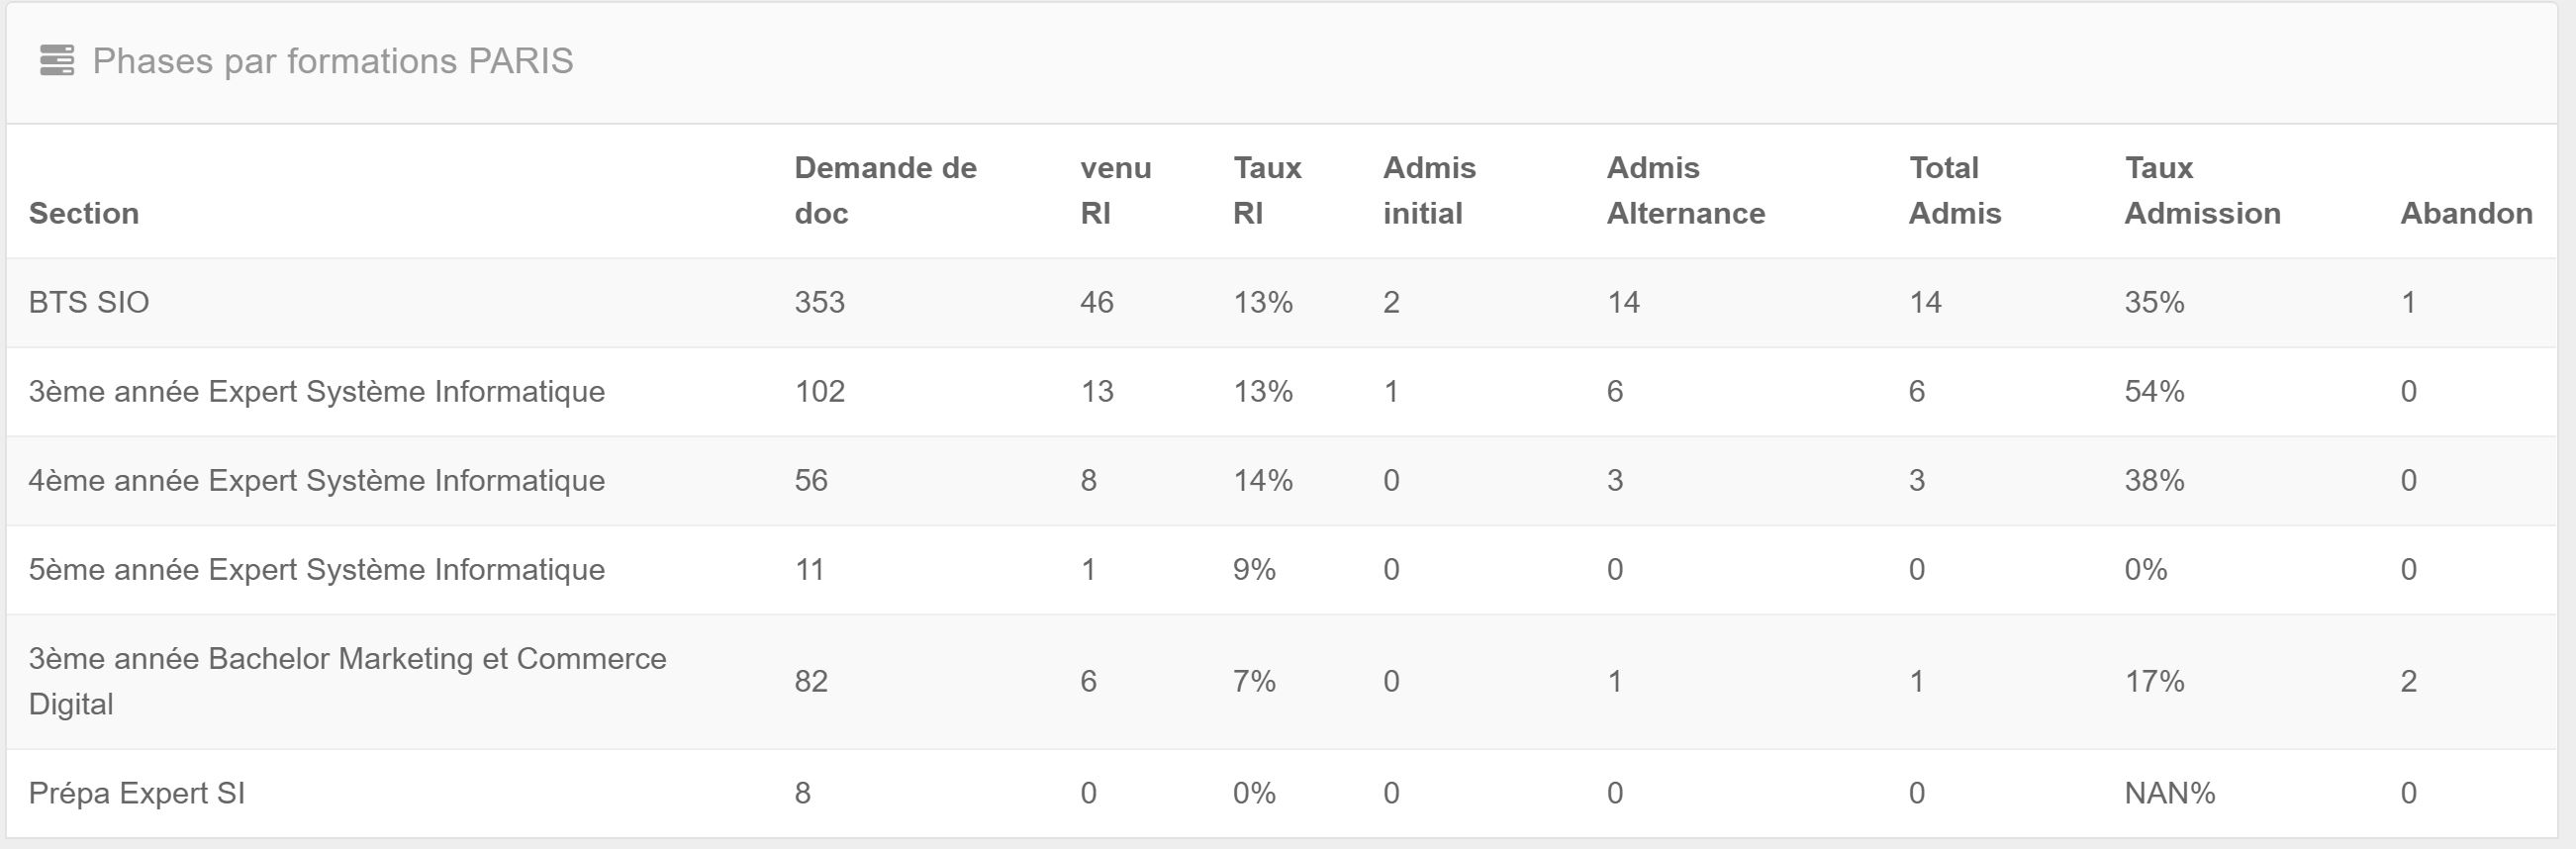 Phases par formations PARIS
Section Demande de doc venu RI Taux RI Admis initial Admis Alternance Total Admis Taux Admission Abandon
BTS SIO 353 46 13% 2 14 14 35% 1
3ème année Expert Système Informatique 102 13 13% 1 6 6 54% 0
4ème année Expert Système Informatique 56 8 14% 0 3 3 38% 0
5ème année Expert Système Informatique 11 1 9% 0 0 0 0% 0
3ème année Bachelor Marketing et Commerce Digital 82 6 7% 0 1 1 17% 2
Prépa Expert SI 8 0 0% 0 0 0 NAN% 0